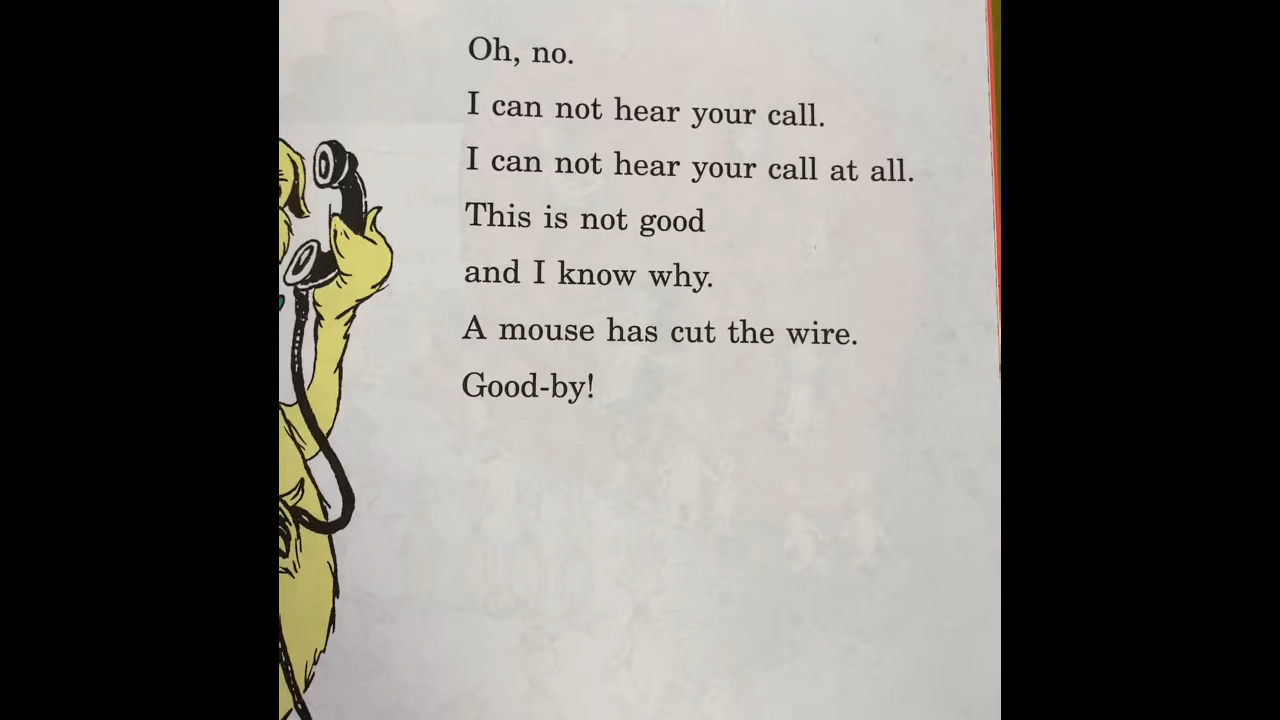 Oh, no.
I can not hear your call.
I can not hear your call at all.
This is not good
and I know why.
A mouse has cut the wire.
Good-by!